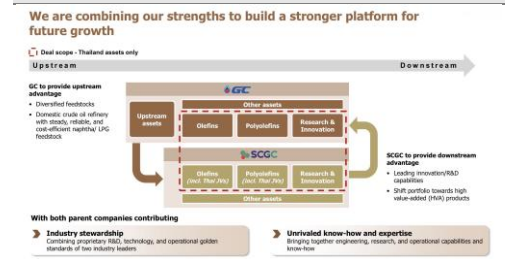 We are combining our strengths to build a stronger platform for
future growth
Deal scope - Thailand assets only
Upstream
Downstream
GC to provide upstream
advantage
• Diversified feedstocks
• Domestic crude oil refinery
with steady, reliable, and
cost-efficient naphtha/ LPG
feedstock
GC
Other assets
Upstream
assets
Olefins
Polyolefins
Research &
Innovation
SCGC
Olefins
(incl. Thai JVs)
Polyolefins
(incl. Thai JVs)
Research &
Innovation
Other assets
SCGC to provide downstream
advantage
• Leading innovation/R&D
capabilities
• Shift portfolio towards high
value-added (HVA) products
With both parent companies contributing
Industry stewardship
Combining proprietary R&D, technology, and operational golden
standards of two industry leaders
Unrivaled know-how and expertise
Bringing together engineering, research, and operational capabilities and
know-how